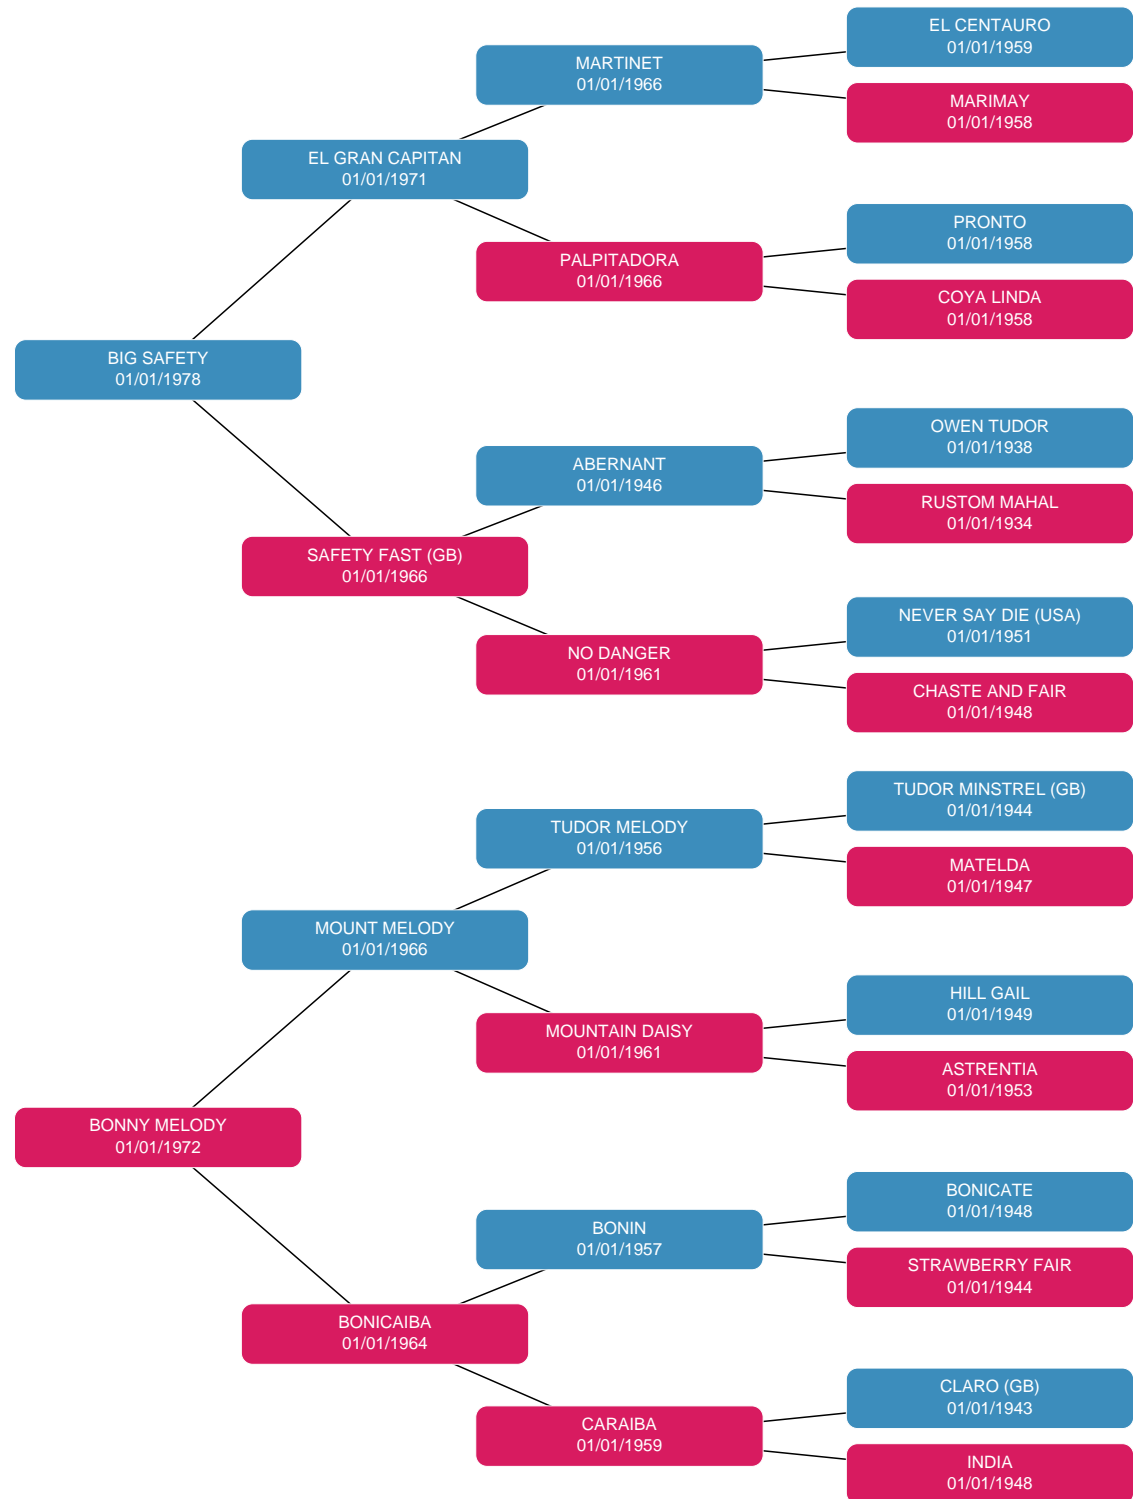 EL CENTAURO
01/01/1959
MARTINET
01/01/1966
MARIMAY
01/01/1958
EL GRAN CAPITAN
01/01/1971
PRONTO
01/01/1958
PALPITADORA
01/01/1966
COYA LINDA
01/01/1958
BIG SAFETY
01/01/1978
OWEN TUDOR
01/01/1938
ABERNANT
01/01/1946
RUSTOM MAHAL
01/01/1934
SAFETY FAST (GB)
01/01/1966
NEVER SAY DIE (USA)
01/01/1951
NO DANGER
01/01/1961
CHASTE AND FAIR
01/01/1948
TUDOR MINSTREL (GB)
01/01/1944
TUDOR MELODY
01/01/1956
MATELDA
01/01/1947
MOUNT MELODY
01/01/1966
HILL GAIL
01/01/1949
MOUNTAIN DAISY
01/01/1961
ASTRENTIA
01/01/1953
BONNY MELODY
01/01/1972
BONICATE
01/01/1948
BONIN
01/01/1957
STRAWBERRY FAIR
01/01/1944
BONICAIBA
01/01/1964
CLARO (GB)
01/01/1943
CARAIBA
01/01/1959
INDIA
01/01/1948